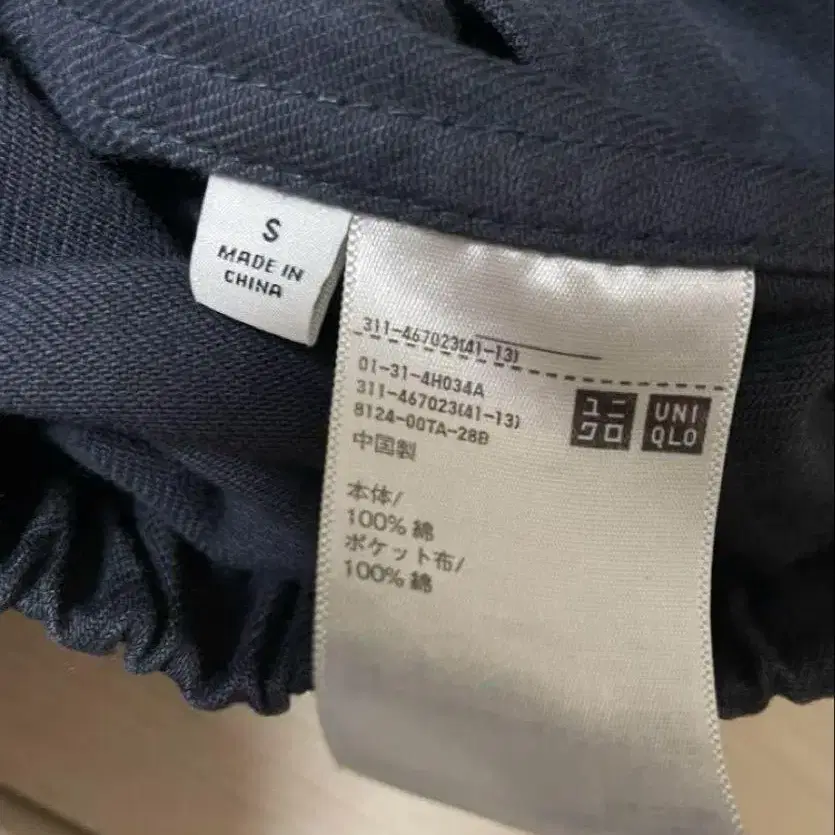 S
MADE IN
CHINA
311-467023(41-13)
01-31-4H034A
311-467023(41-13)
8124-00TA-28B
中国製
ユニ
クロ
UNI
QLO
本体/
100% 綿
ポケット布/
100% 綿